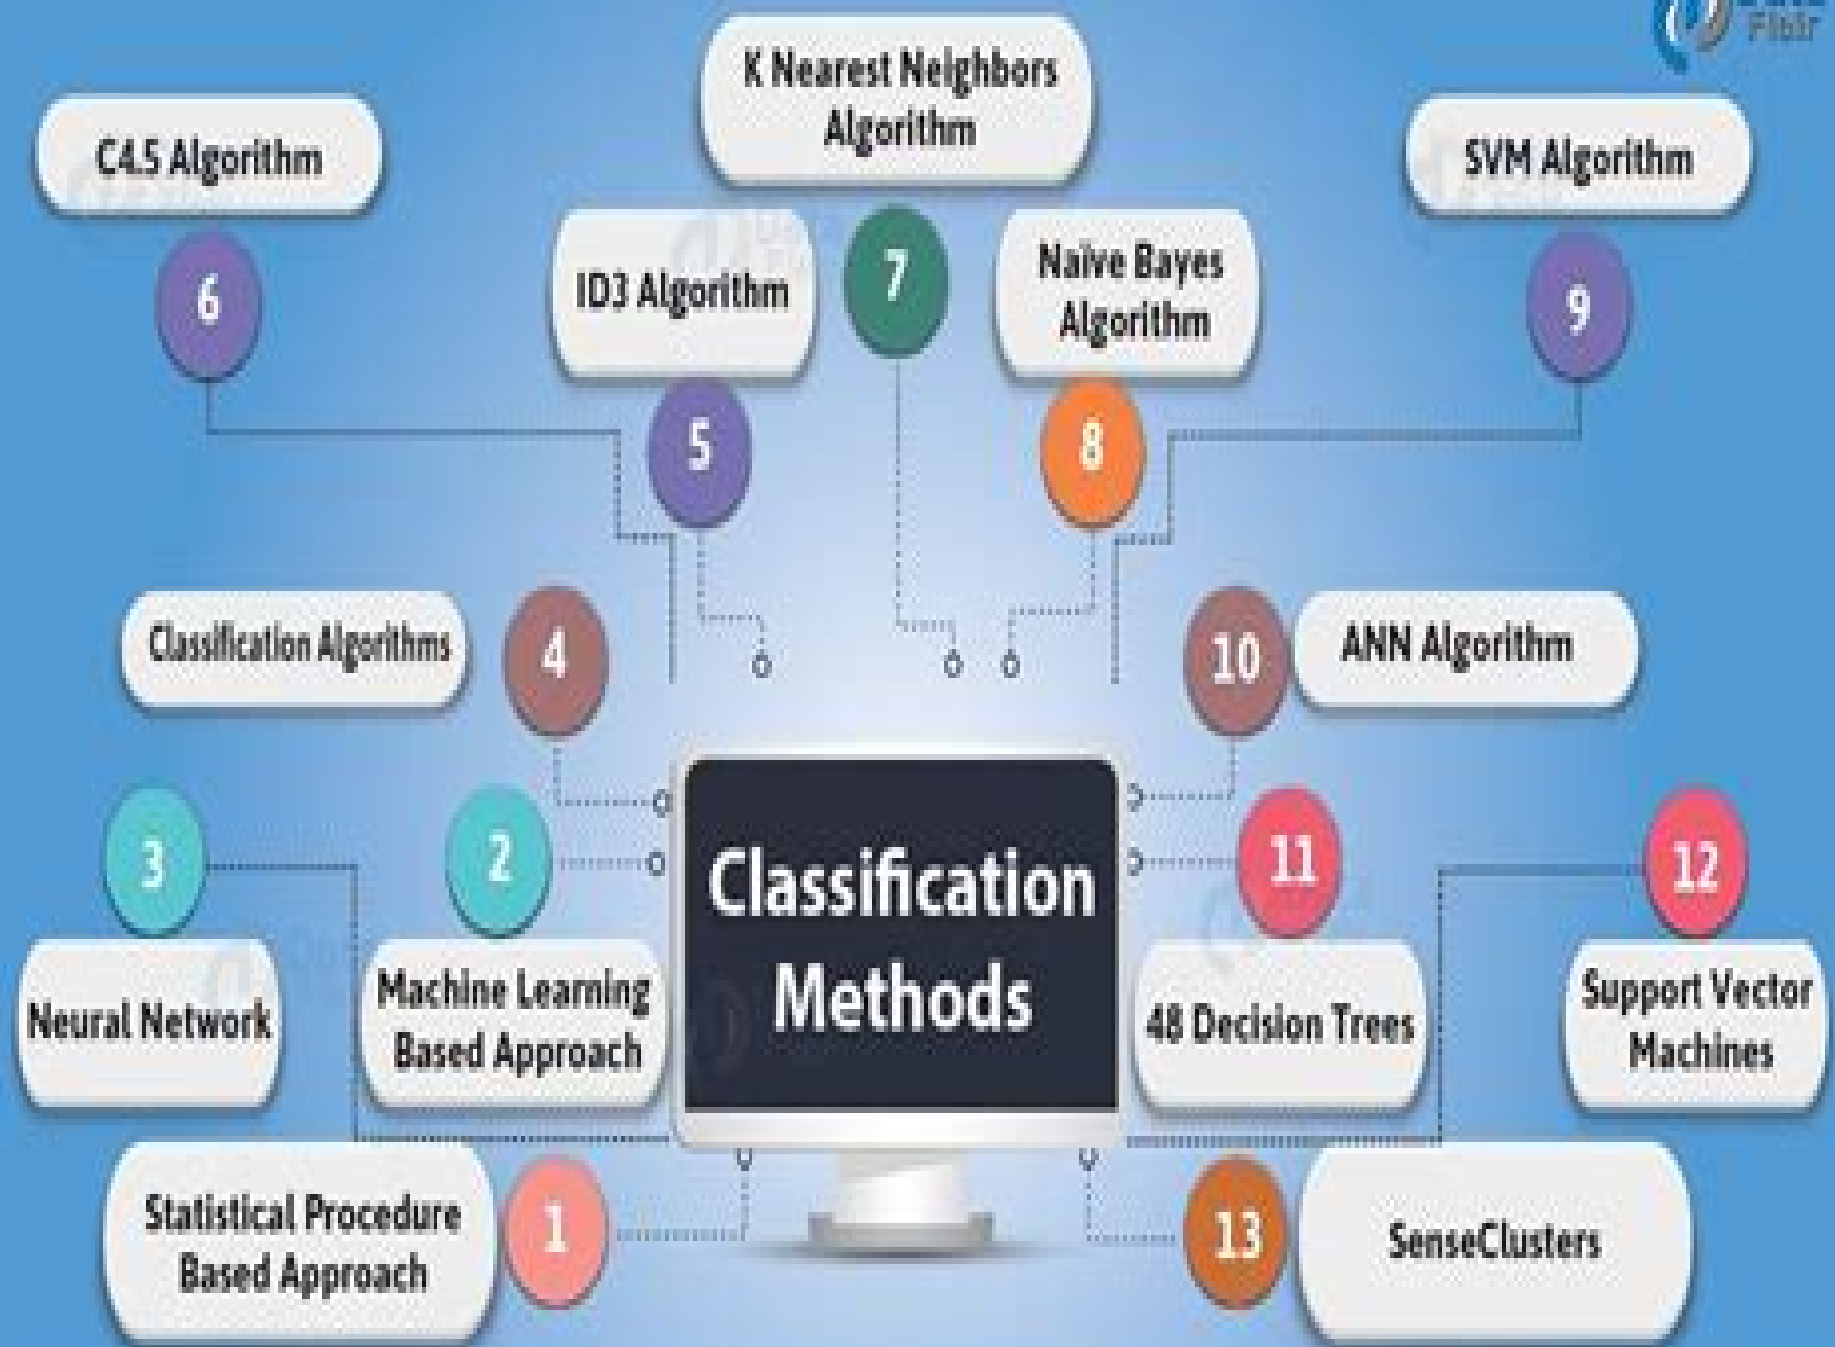 K Nearest Neighbors
Algorithm
C4.5 Algorithm
SVM Algorithm
6
ID3 Algorithm
7
Naïve Bayes
Algorithm
9
5
8
Classification Algorithms
4
10
ANN Algorithm
3
2
Classification
Methods
11
12
Neural Network
Machine Learning
Based Approach
48 Decision Trees
Support Vector
Machines
Statistical Procedure
Based Approach
1
13
SenseClusters